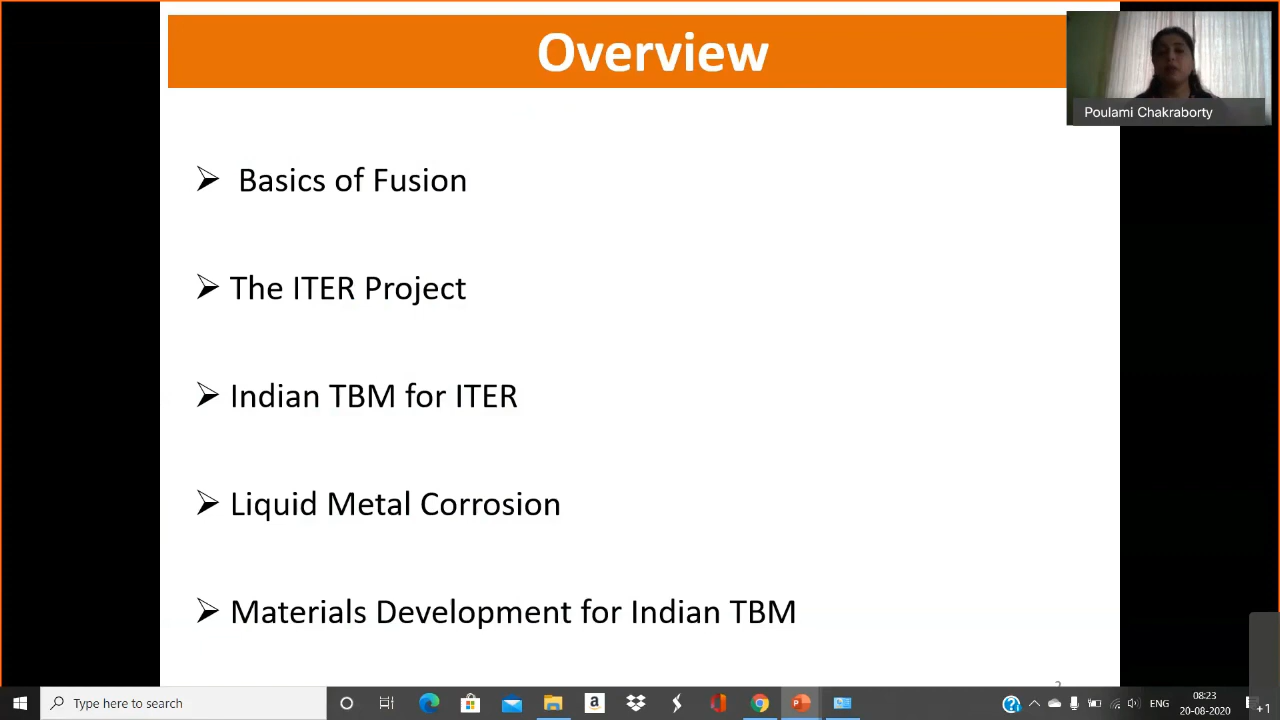 Overview
Poulami Chakraborty
➢ Basics of Fusion
➢ The ITER Project
➢ Indian TBM for ITER
➢ Liquid Metal Corrosion
➢ Materials Development for Indian TBM
Type here to search
ENG
08:23
20-08-2020
+1